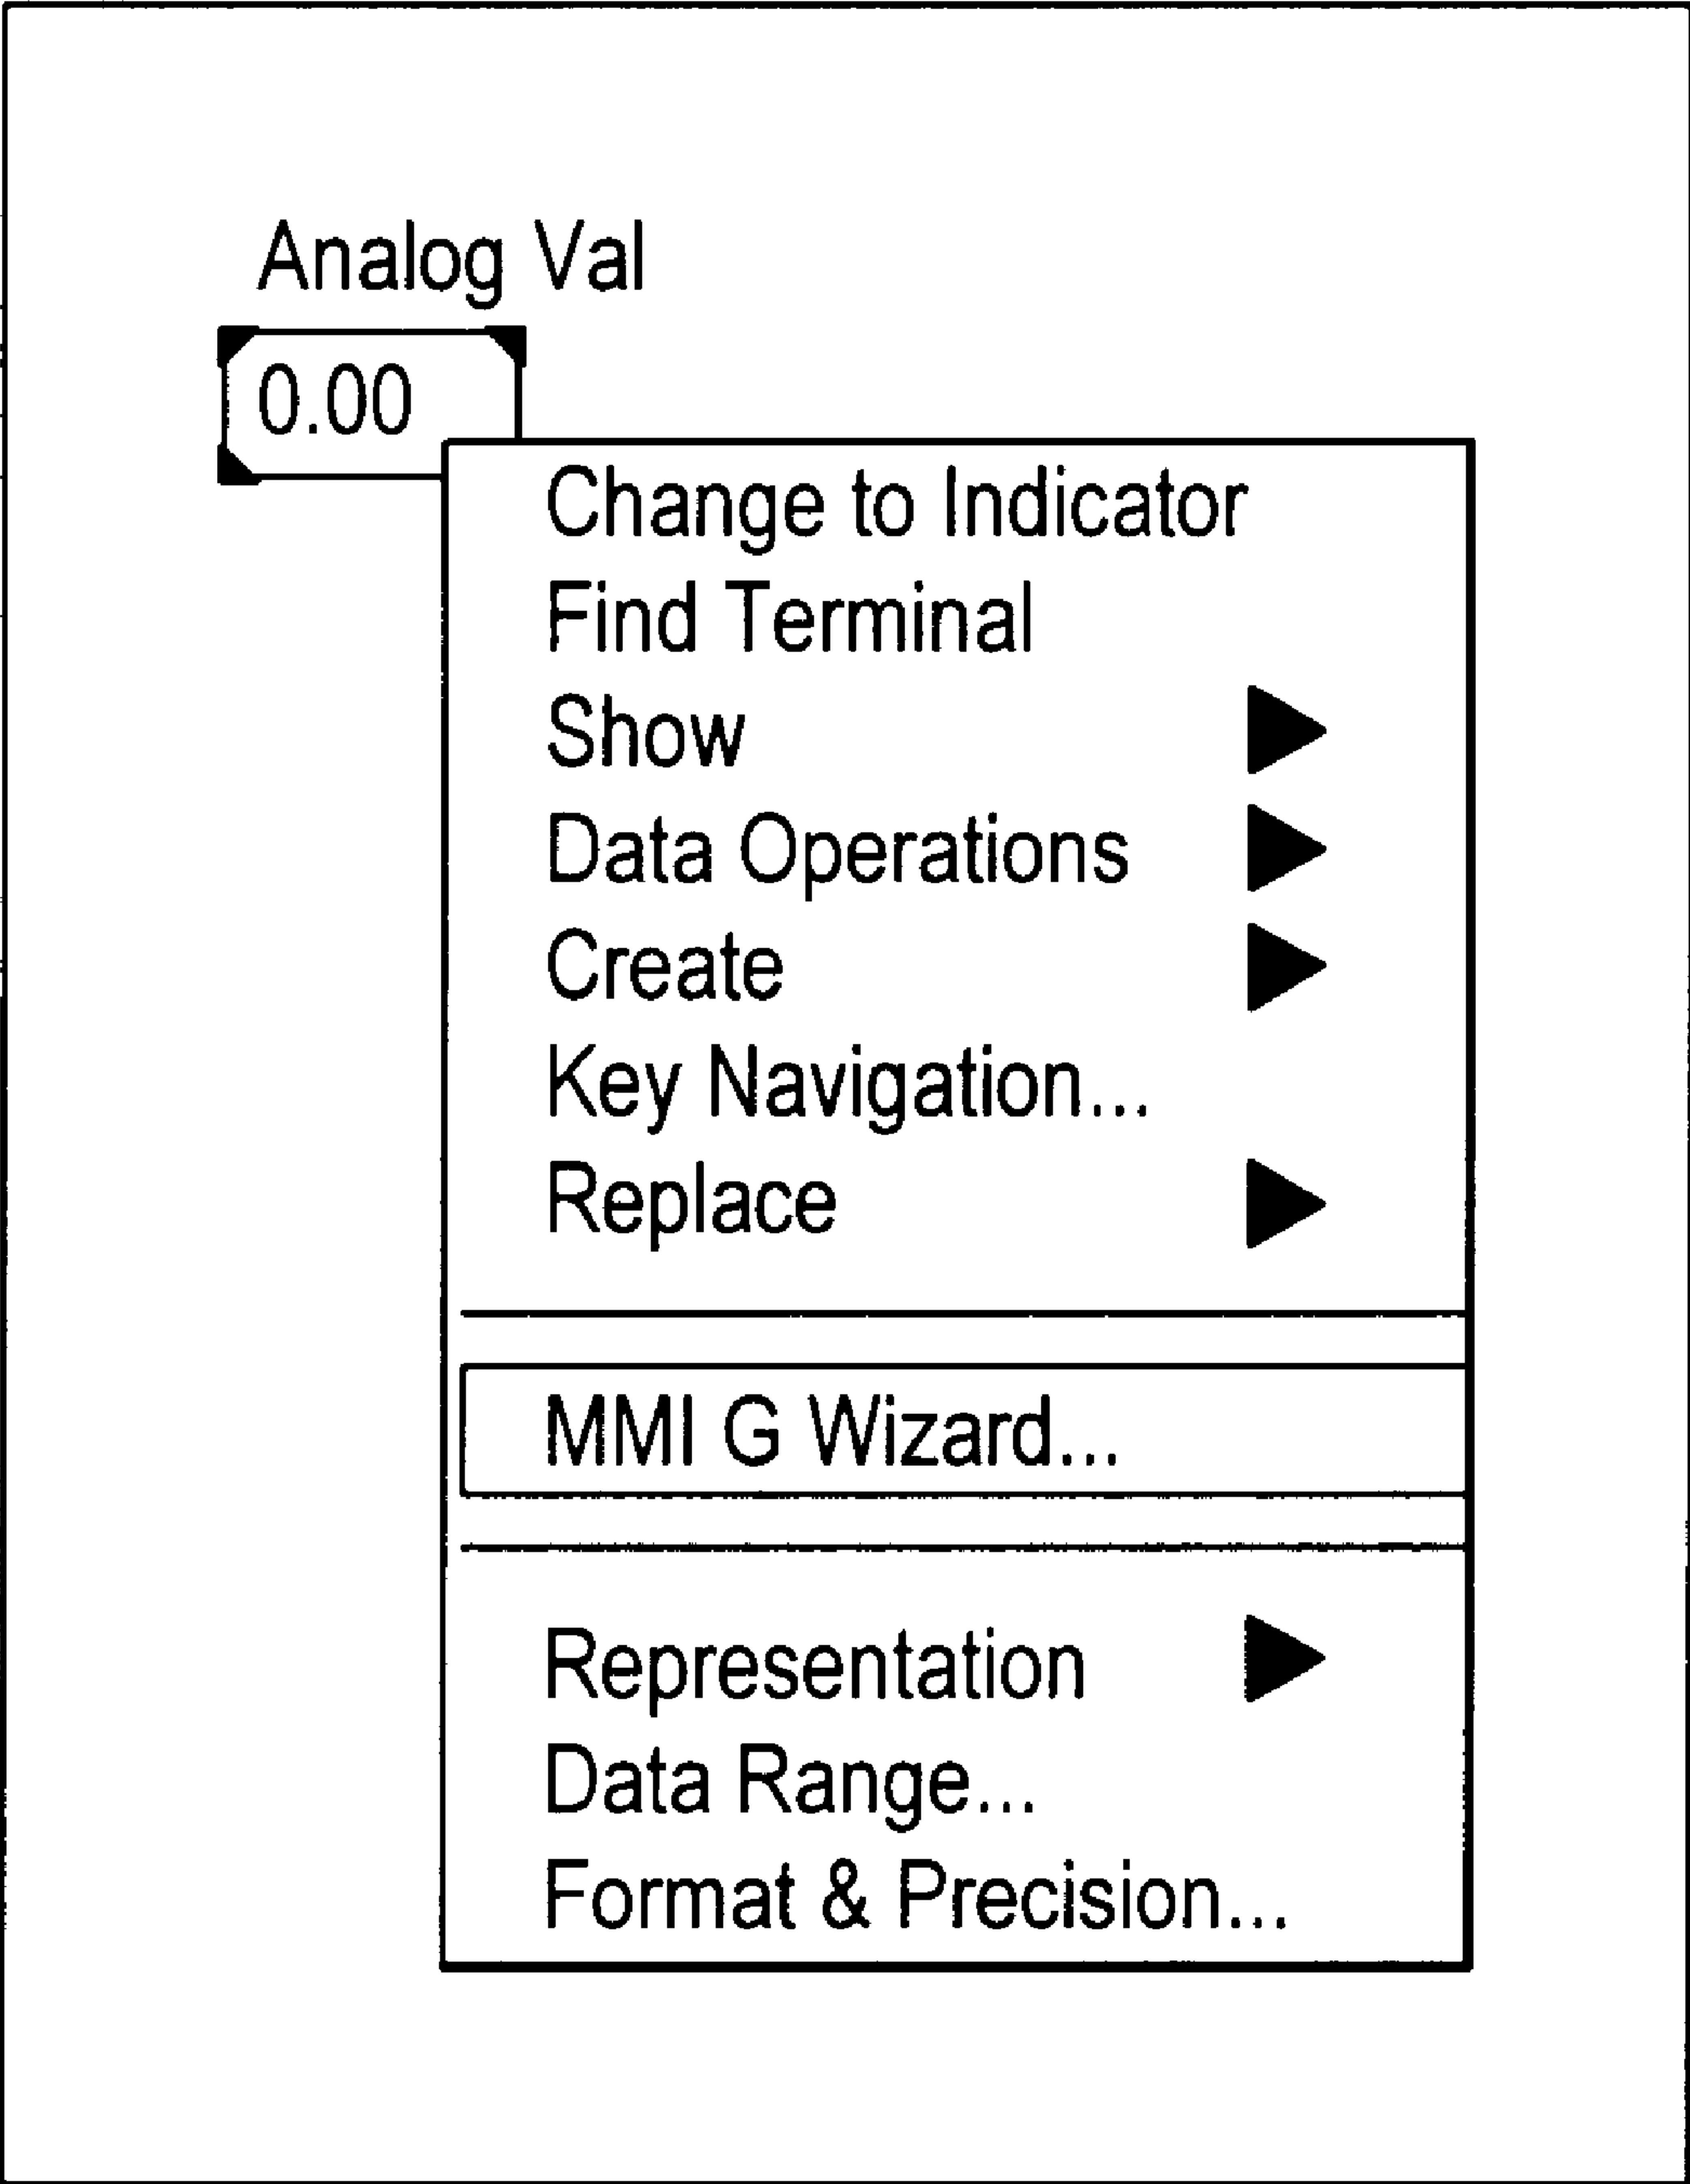 Analog Val
0.00
Change to Indicator
Find Terminal
Show
Data Operations
Create
Key Navigation...
Replace
MMI G Wizard...
Representation
Data Range...
Format & Precision...